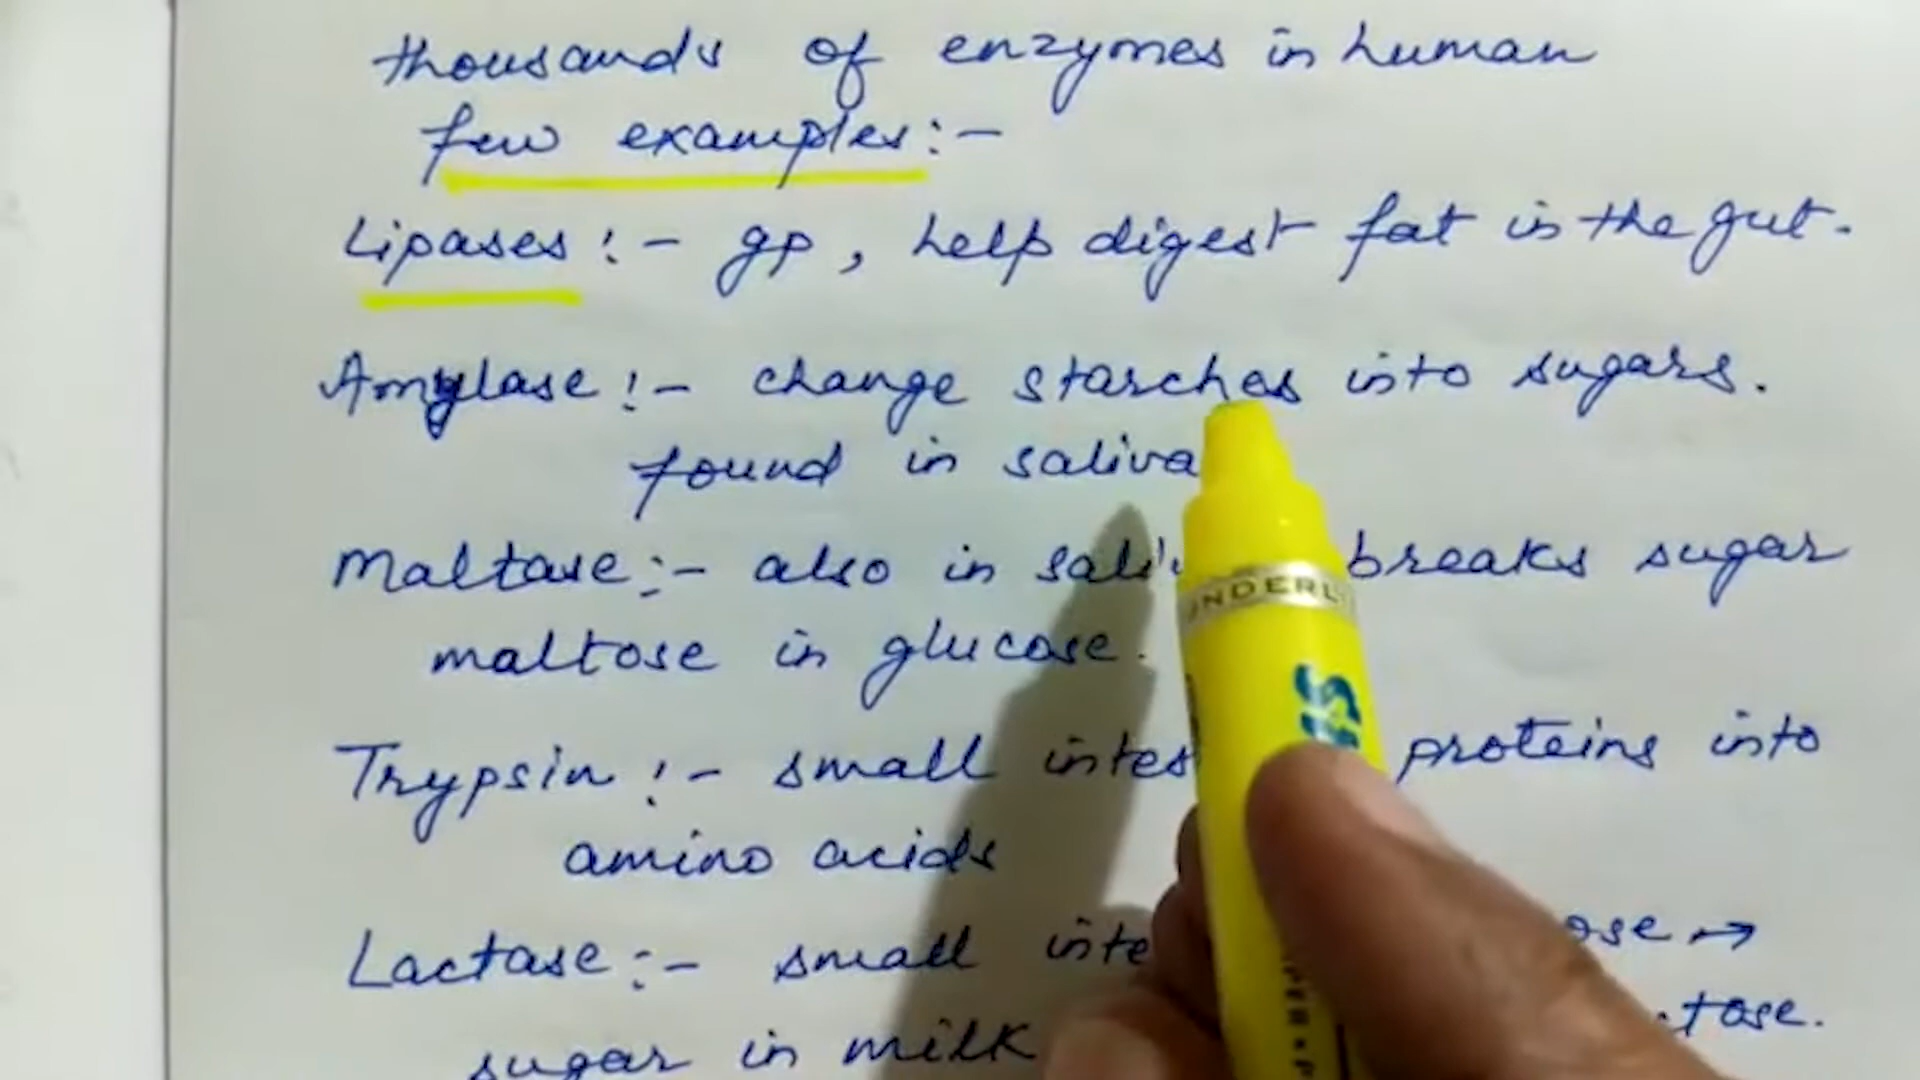 thousands of enzymes in human
few examples:-
Lipases :- gp, help digest fat in the gut.
Amylase :- change starches into sugars.
found in saliva
Maltase :- also in breaks sugar
maltose in glucose.
Trypsin :- small proteins into
amino acids
Lactase :- small →
sugar in milk